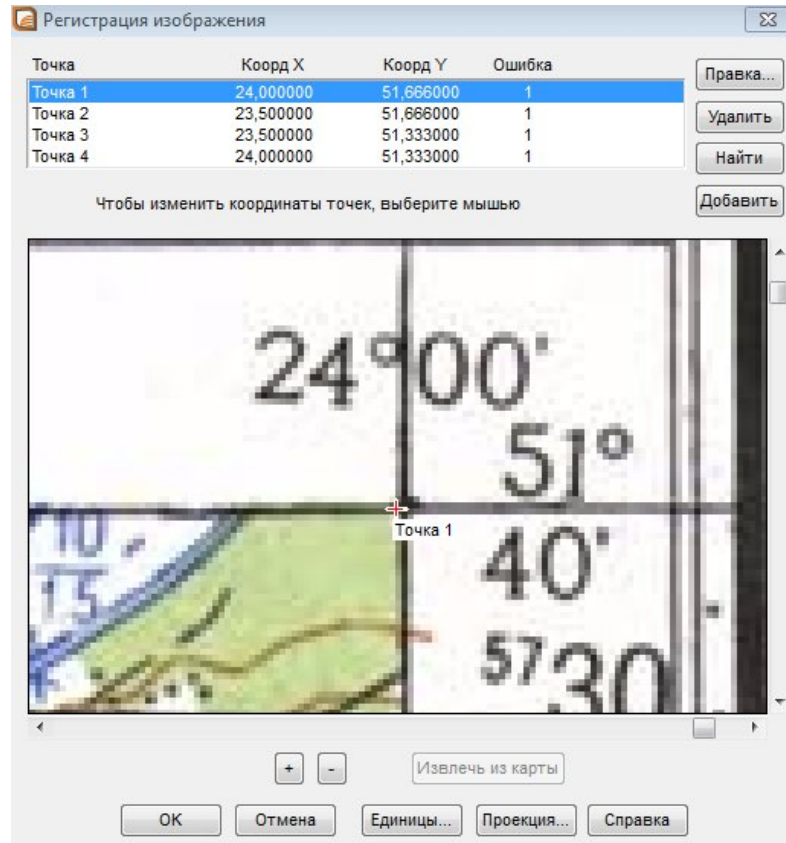 Регистрация изображения
Точка Коорд X Коорд Y Ошибка
Точка 1 24,000000 51,666000 1
Точка 2 23,500000 51,666000 1
Точка 3 23,500000 51,333000 1
Точка 4 24,000000 51,333000 1
Правка...
Удалить
Найти
Добавить
Чтобы изменить координаты точек, выберите мышью
24°00'
51°
Точка 1
40'
5730
+ -
Извлечь из карты
OK Отмена Единицы... Проекция... Справка